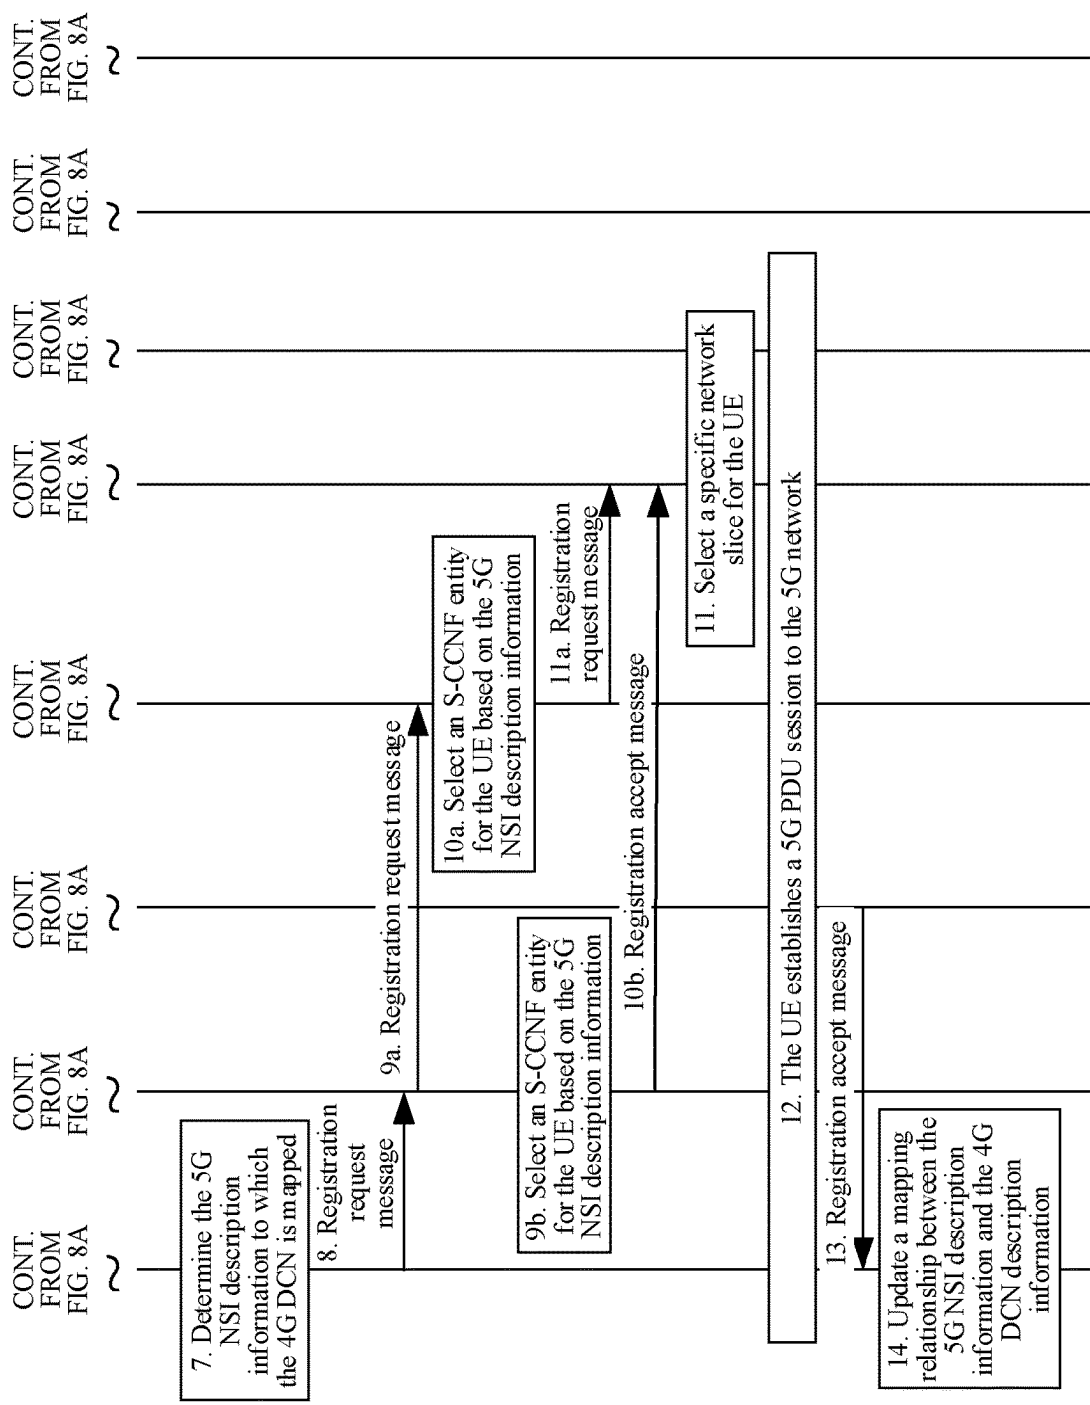 CONT.
FROM
FIG. 8A
CONT.
FROM
FIG. 8A
CONT.
FROM
FIG. 8A
CONT.
FROM
FIG. 8A
CONT.
FROM
FIG. 8A
CONT.
FROM
FIG. 8A
CONT.
FROM
FIG. 8A
CONT.
FROM
FIG. 8A
7. Determine the 5G
NSI description
information to which
the 4G DCN is mapped
8. Registration
request
message
9a. Registration request message
10a. Select an S-CCNF entity
for the UE based on the 5G
NSI description information
9b. Select an S-CCNF entity
for the UE based on the 5G
NSI description information
11a. Registration
request message
10b. Registration accept message
11. Select a specific network
slice for the UE
12. The UE establishes a 5G PDU session to the 5G network
13. Registration accept message
14. Update a mapping
relationship between the
5G NSI description
information and the 4G
DCN description
information